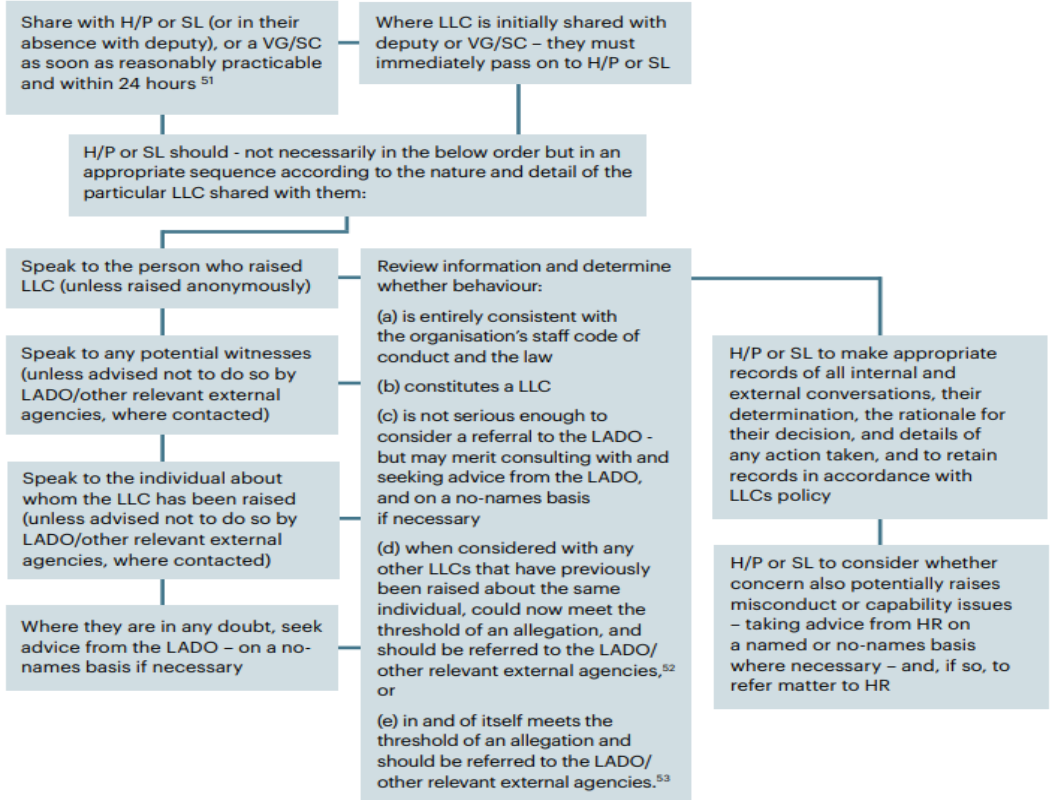 Share with H/P or SL (or in their
absence with deputy), or a VG/SC
as soon as reasonably practicable
and within 24 hours 51
Where LLC is initially shared with
deputy or VG/SC – they must
immediately pass on to H/P or SL
H/P or SL should - not necessarily in the below order but in an
appropriate sequence according to the nature and detail of the
particular LLC shared with them:
Speak to the person who raised
LLC (unless raised anonymously)
Speak to any potential witnesses
(unless advised not to do so by
LADO/other relevant external
agencies, where contacted)
Speak to the individual about
whom the LLC has been raised
(unless advised not to do so by
LADO/other relevant external
agencies, where contacted)
Where they are in any doubt, seek
advice from the LADO – on a no-
names basis if necessary
Review information and determine
whether behaviour:
(a) is entirely consistent with
the organisation’s staff code of
conduct and the law
(b) constitutes a LLC
(c) is not serious enough to
consider a referral to the LADO -
but may merit consulting with and
seeking advice from the LADO,
and on a no-names basis
if necessary
(d) when considered with any
other LLCs that have previously
been raised about the same
individual, could now meet the
threshold of an allegation, and
should be referred to the LADO/
other relevant external agencies,52
or
(e) in and of itself meets the
threshold of an allegation and
should be referred to the LADO/
other relevant external agencies.53
H/P or SL to make appropriate
records of all internal and
external conversations, their
determination, the rationale for
their decision, and details of
any action taken, and to retain
records in accordance with
LLCs policy
H/P or SL to consider whether
concern also potentially raises
misconduct or capability issues
– taking advice from HR on
a named or no-names basis
where necessary – and, if so, to
refer matter to HR